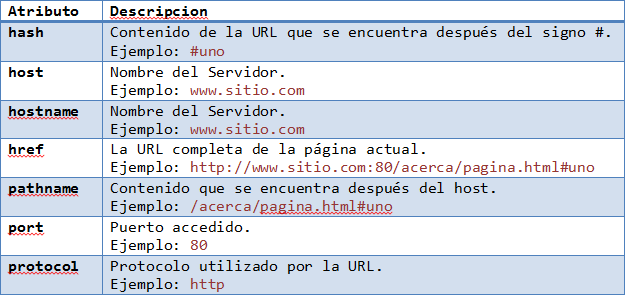 Atributo Descripcion
hash Contenido de la URL que se encuentra después del signo #.
Ejemplo: #uno
host Nombre del Servidor.
Ejemplo: www.sitio.com
hostname Nombre del Servidor.
Ejemplo: www.sitio.com
href La URL completa de la página actual.
Ejemplo: http://www.sitio.com:80/acerca/pagina.html#uno
pathname Contenido que se encuentra después del host.
Ejemplo: /acerca/pagina.html#uno
port Puerto accedido.
Ejemplo: 80
protocol Protocolo utilizado por la URL.
Ejemplo: http